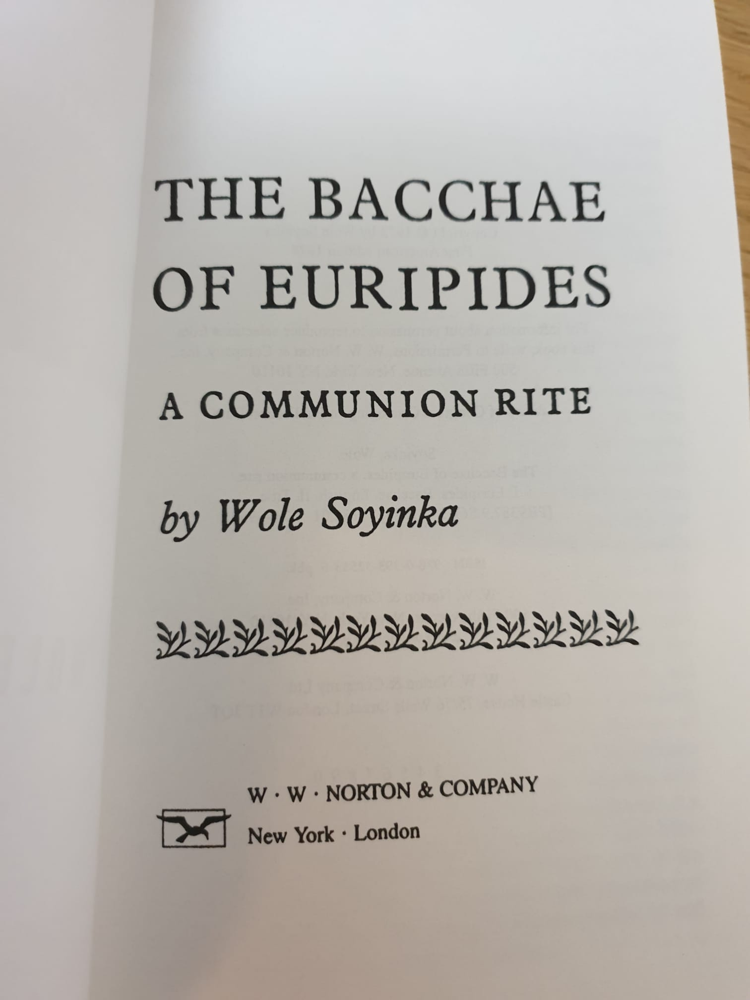 THE BACCHAE
OF EURIPIDES
A COMMUNION RITE
by Wole Soyinka
W · W · NORTON & COMPANY
New York · London